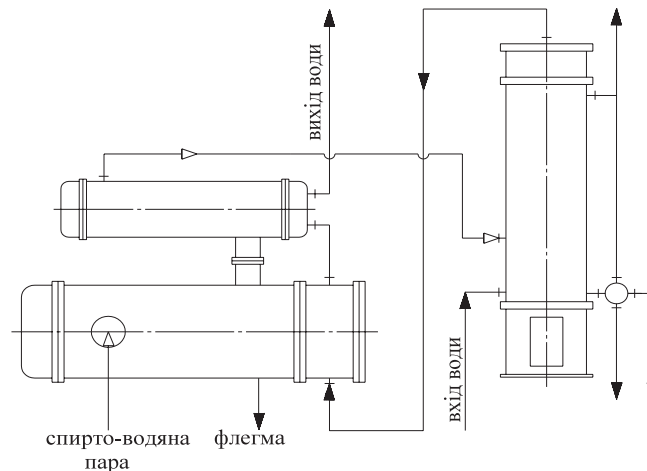 вихід води
вхід води
спирто-водяна
пара
флегма